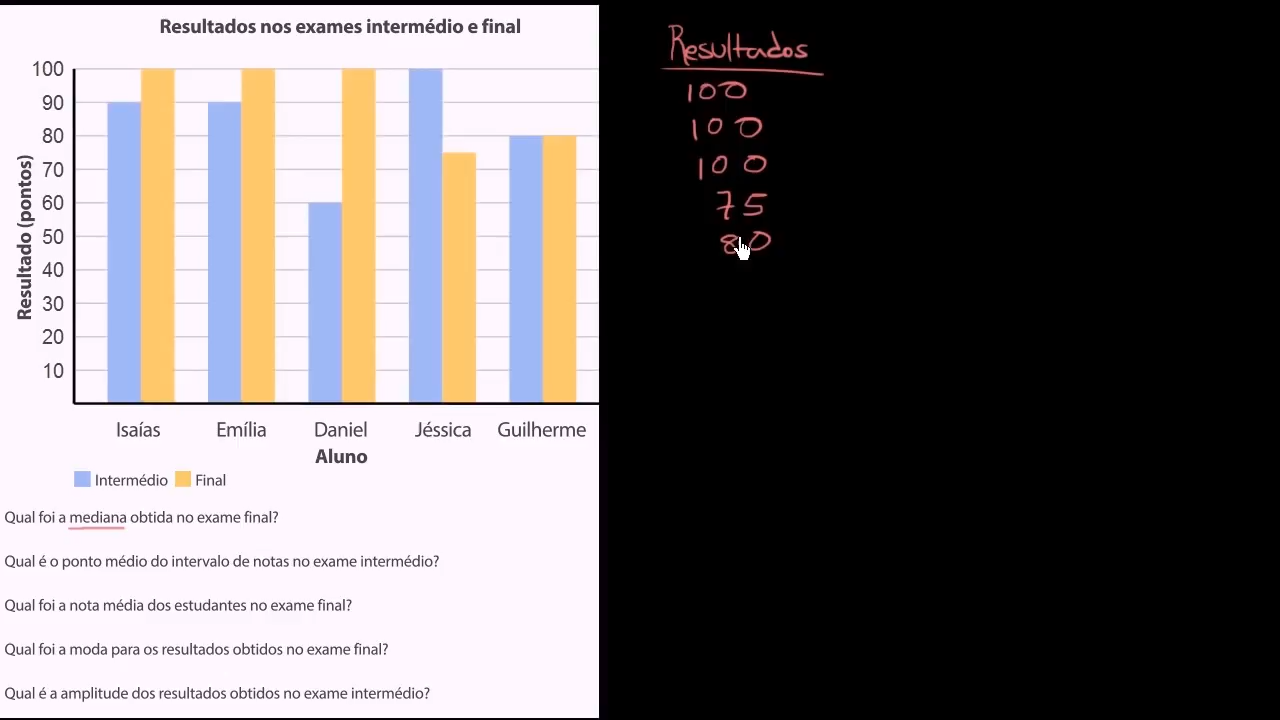 Resultados nos exames intermédio e final
100
90
80
70
60
50
40
30
20
10
Resultado (pontos)
Isaías Emília Daniel Jéssica Guilherme
Aluno
Intermédio Final
Qual foi a mediana obtida no exame final?
Qual é o ponto médio do intervalo de notas no exame intermédio?
Qual foi a nota média dos estudantes no exame final?
Qual foi a moda para os resultados obtidos no exame final?
Qual é a amplitude dos resultados obtidos no exame intermédio?
Resultados
100
100
100
75
80